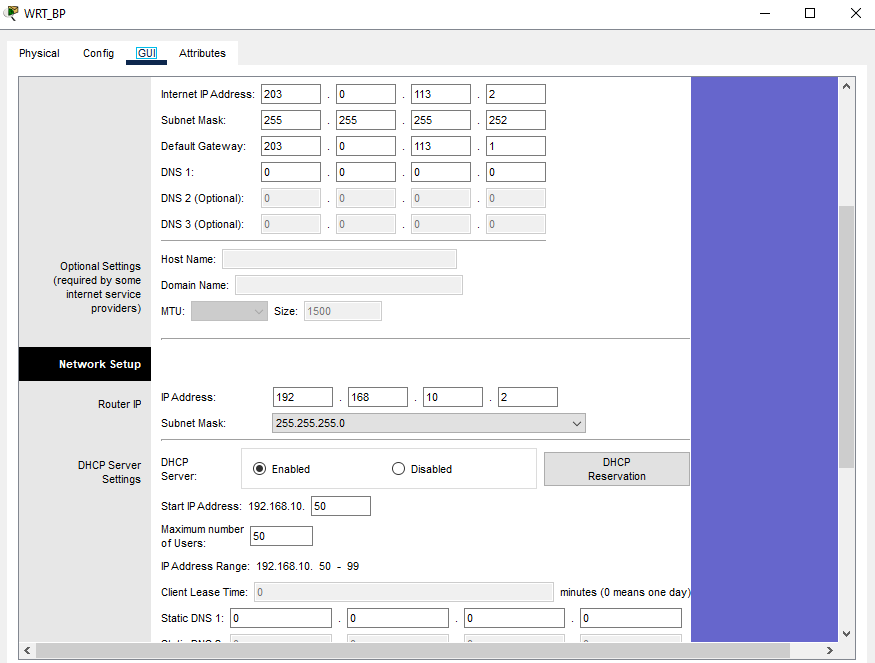 WRT_BP
Physical Config GUI Attributes
Internet IP Address: 203 . 0 . 113 . 2
Subnet Mask: 255 . 255 . 255 . 252
Default Gateway: 203 . 0 . 113 . 1
DNS 1: 0 . 0 . 0 . 0
DNS 2 (Optional): 0 . 0 . 0 . 0
DNS 3 (Optional): 0 . 0 . 0 . 0
Optional Settings
(required by some
internet service
providers)
Host Name:
Domain Name:
MTU: Size: 1500
Network Setup
Router IP
IP Address: 192 . 168 . 10 . 2
Subnet Mask: 255.255.255.0
DHCP Server
Settings
DHCP
Server:
Enabled Disabled
DHCP
Reservation
Start IP Address: 192.168.10. 50
Maximum number
of Users:
50
IP Address Range: 192.168.10. 50 - 99
Client Lease Time: 0 minutes (0 means one day)
Static DNS 1: 0 . 0 . 0 . 0